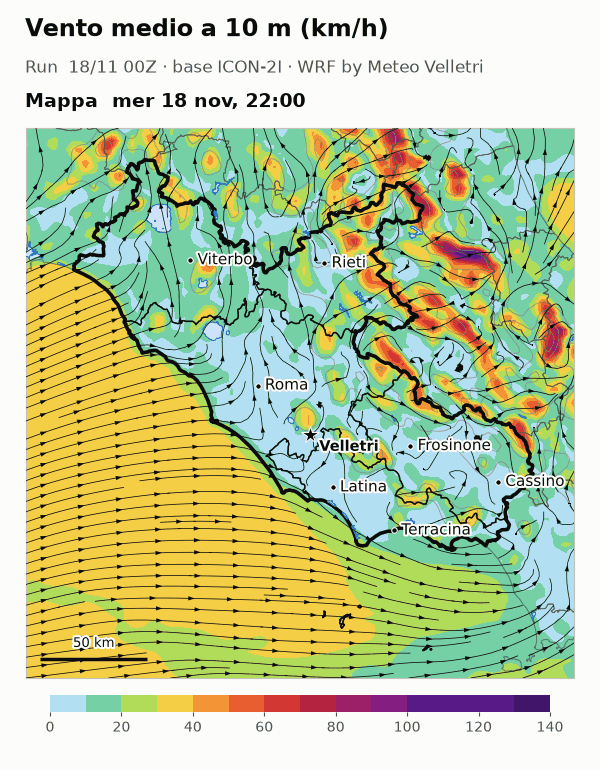 Vento medio a 10 m (km/h)
Run 18/11 00Z · base ICON-2I · WRF by Meteo Velletri
Mappa mer 18 nov, 22:00
Viterbo
Rieti
Roma
Velletri
Frosinone
Latina
Cassino
Terracina
50 km
0 20 40 60 80 100 120 140